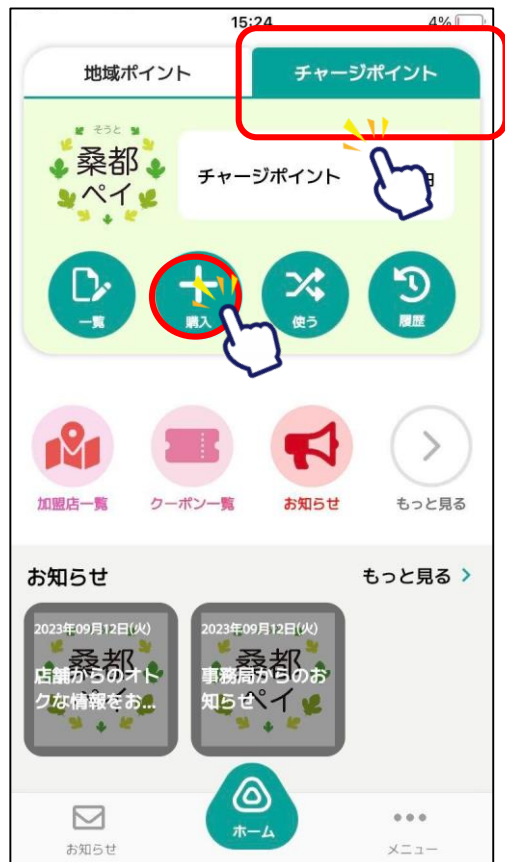 15:24 4%
地域ポイント チャージポイント
そうと
桑都
ペイ
チャージポイント 円
一覧 購入 使う 履歴
加盟店一覧 クーポン一覧 お知らせ もっと見る
お知らせ もっと見る
2023年09月12日(火)
桑都
ペイ
店舗からのオト
クな情報をお...
2023年09月12日(火)
桑都
ペイ
事務局からのお
知らせ
お知らせ ホーム メニュー